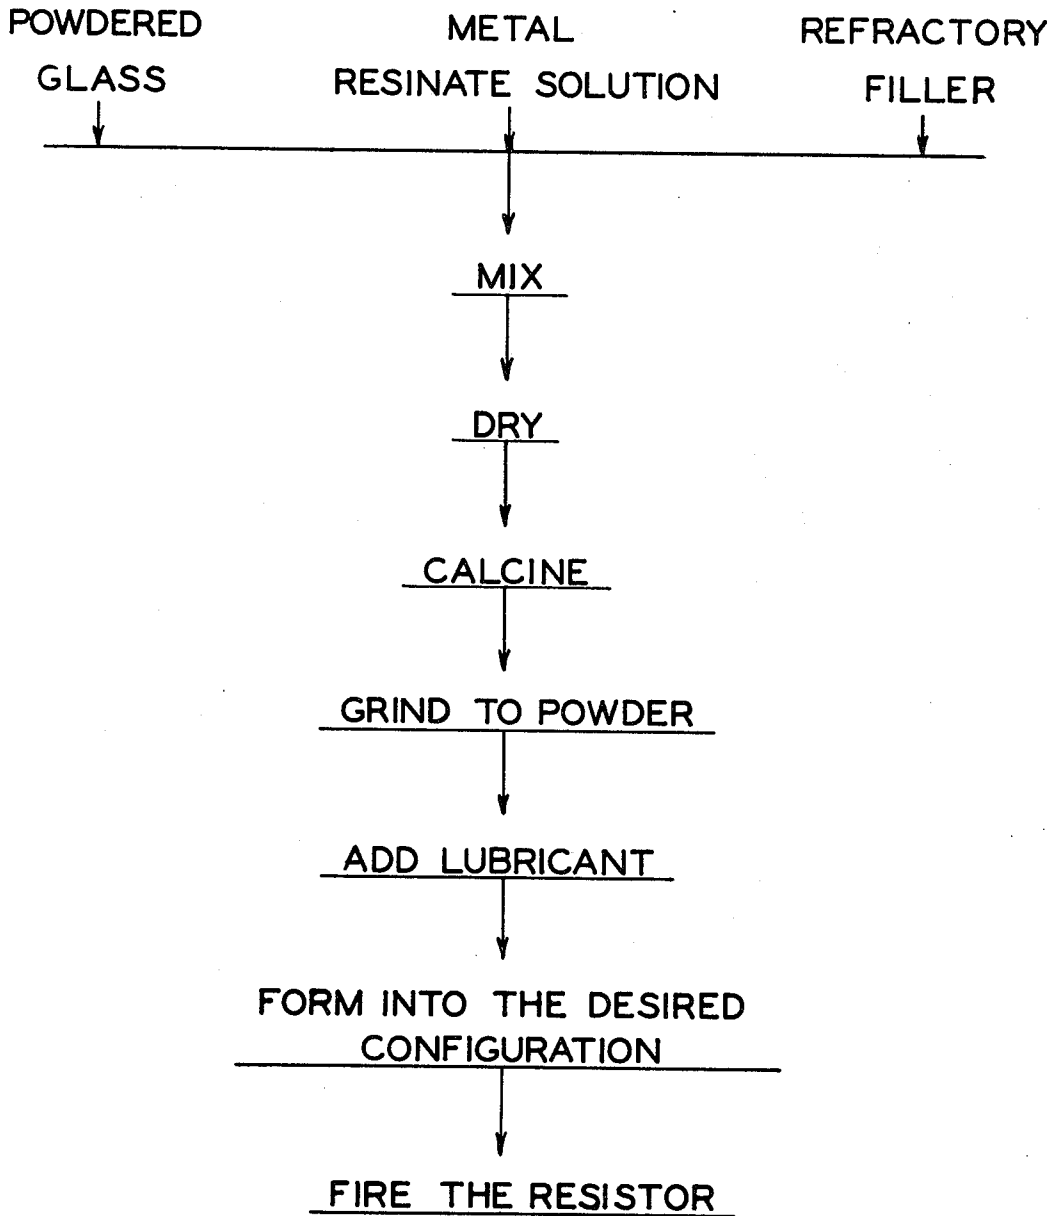 POWDERED
GLASS
METAL
RESINATE SOLUTION
REFRACTORY
FILLER
MIX
DRY
CALCINE
GRIND TO POWDER
ADD LUBRICANT
FORM INTO THE DESIRED
CONFIGURATION
FIRE THE RESISTOR